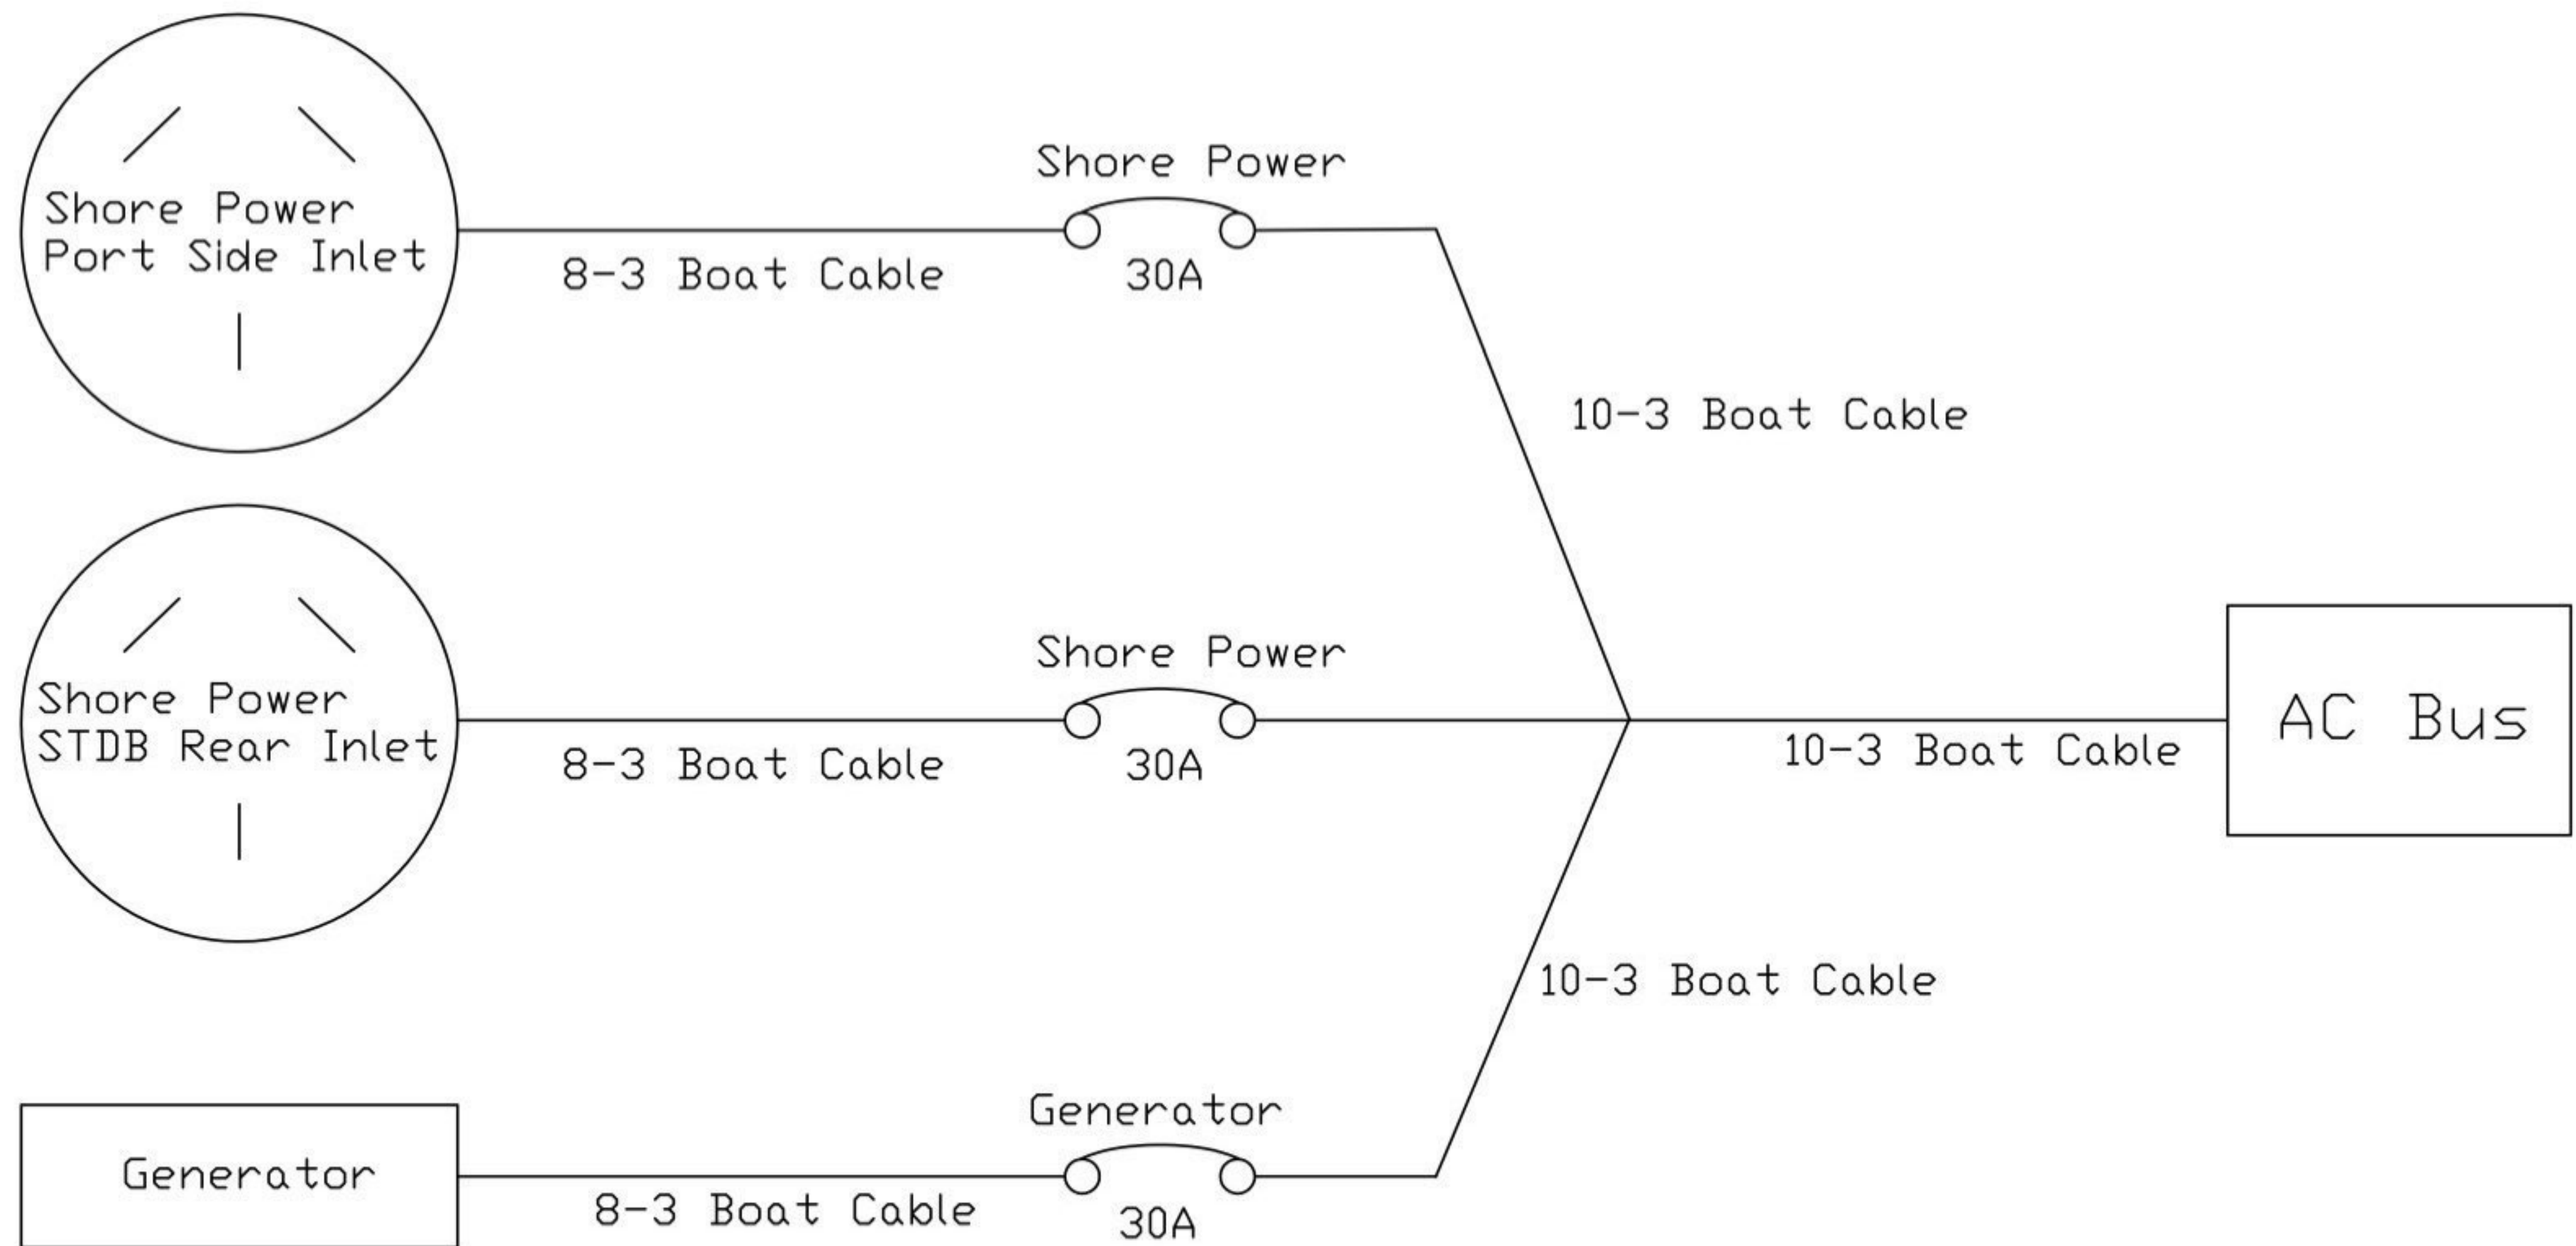 Shore Power
Port Side Inlet
8-3 Boat Cable
Shore Power
30A
10-3 Boat Cable
Shore Power
STDB Rear Inlet
8-3 Boat Cable
Shore Power
30A
10-3 Boat Cable
AC Bus
10-3 Boat Cable
Generator
8-3 Boat Cable
Generator
30A